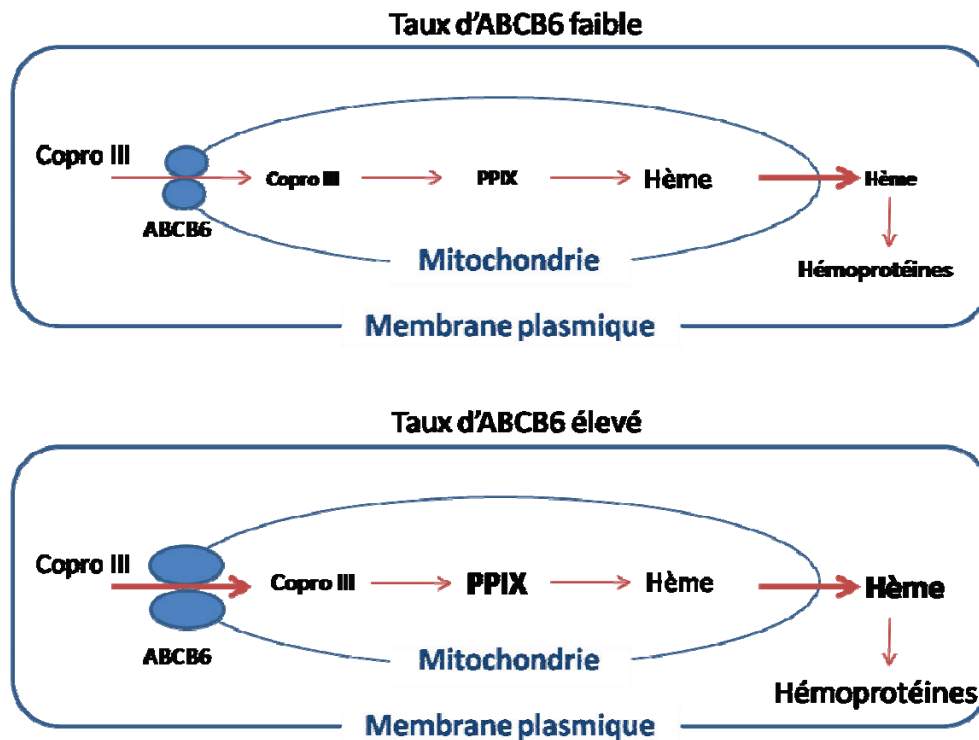 Taux d'ABCB6 faible
Copro III
ABCB6
Copro III
PPIX
Hème
Hème
Hémoprotéines
Mitochondrie
Membrane plasmique
Taux d'ABCB6 élevé
Copro III
ABCB6
Copro III
PPIX
Hème
Hème
Hémoprotéines
Mitochondrie
Membrane plasmique